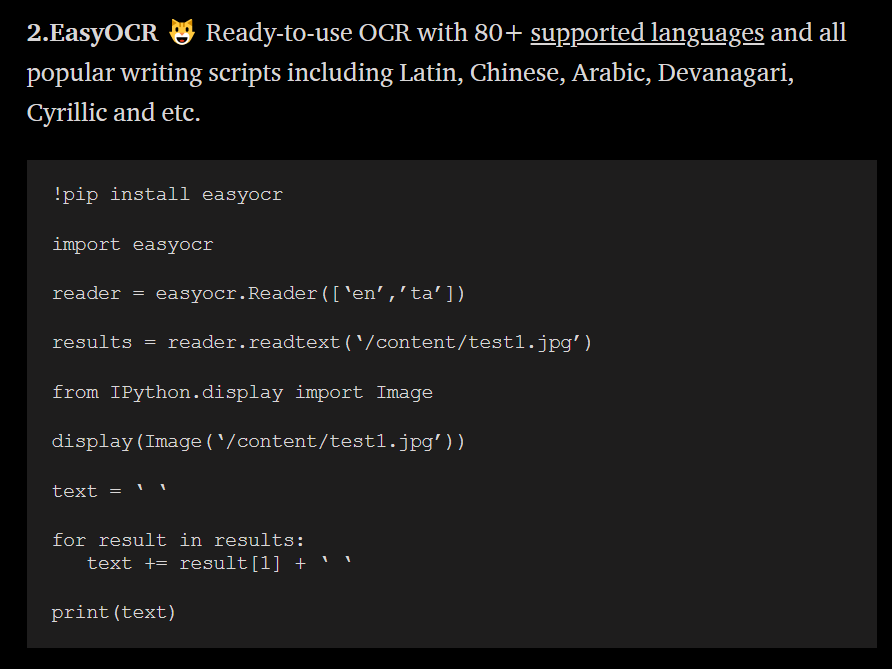 2.EasyOCR 😺 Ready-to-use OCR with 80+ supported languages and all
popular writing scripts including Latin, Chinese, Arabic, Devanagari,
Cyrillic and etc.
!pip install easyocr
import easyocr
reader = easyocr.Reader([‘en’,’ta’])
results = reader.readtext(‘/content/test1.jpg’)
from IPython.display import Image
display(Image(‘/content/test1.jpg’))
text = ‘ ‘
for result in results:
   text += result[1] + ‘ ‘
print(text)